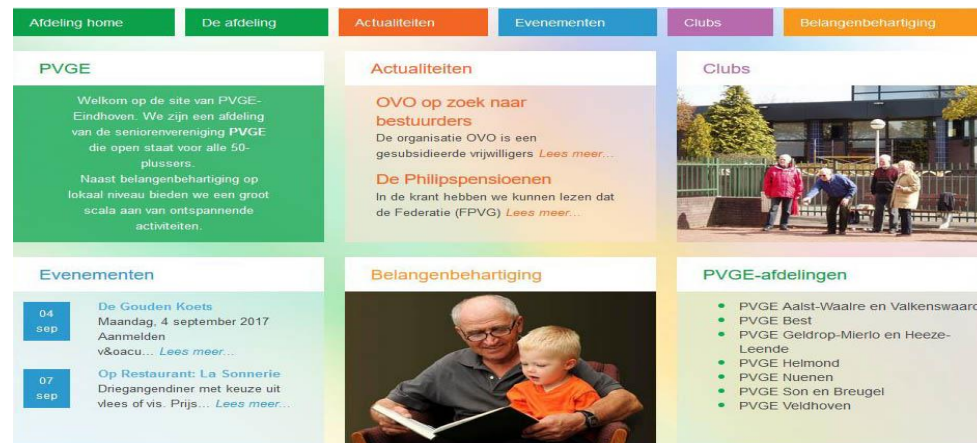 Afdeling home
De afdeling
Actualiteiten
Evenementen
Clubs
Belangenbehartiging
PVGE
Welkom op de site van PVGE-
Eindhoven. We zijn een afdeling
van de seniorenvereniging PVGE
die open staat voor alle 50-
plussers.
Naast belangenbehartiging op
lokaal niveau bieden we een groot
scala aan van ontspannende
activiteiten.
Actualiteiten
OVO op zoek naar
bestuurders
De organisatie OVO is een
gesubsidieerde vrijwilligers Lees meer...
De Philipspensioenen
In de krant hebben we kunnen lezen dat
de Federatie (FPVG) Lees meer...
Clubs
Evenementen
04
sep
De Gouden Koets
Maandag, 4 september 2017
Aanmelden
v&oacu... Lees meer...
07
sep
Op Restaurant: La Sonnerie
Driegangendiner met keuze uit
vlees of vis. Prijs... Lees meer...
Belangenbehartiging
PVGE-afdelingen
PVGE Aalst-Waalre en Valkenswaard
PVGE Best
PVGE Geldrop-Mierlo en Heeze-
Leende
PVGE Helmond
PVGE Nuenen
PVGE Son en Breugel
PVGE Veldhoven